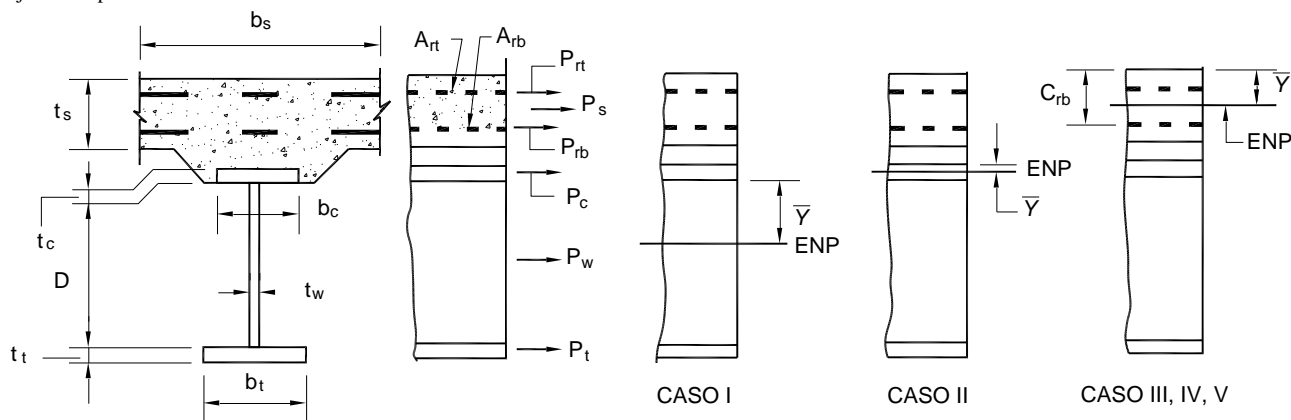 b_s
A_rt
A_rb
P_rt
P_s
P_rb
P_c
P_w
P_t
t_s
t_c
b_c
D
t_w
t_t
b_t
Y̅
ENP
CASO I
ENP
Y̅
CASO II
C_rb
Y̅
ENP
CASO III, IV, V